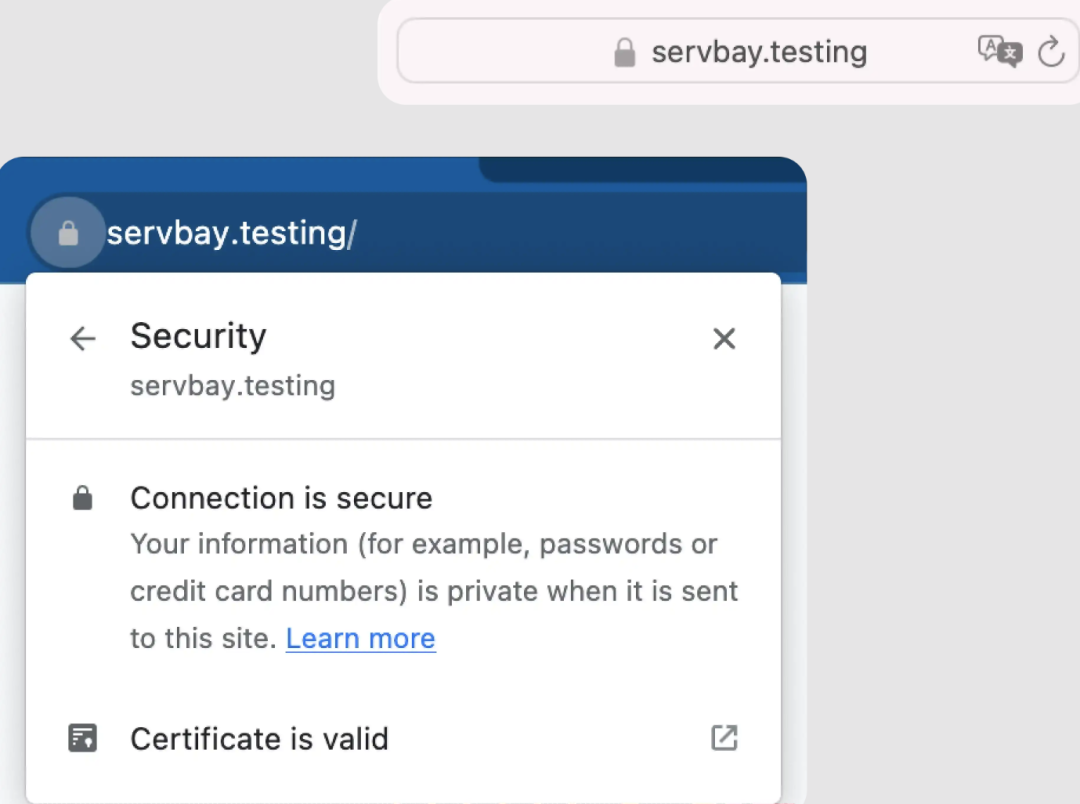 servbay.testing
servbay.testing/
Security
servbay.testing
Connection is secure
Your information (for example, passwords or
credit card numbers) is private when it is sent
to this site. Learn more
Certificate is valid